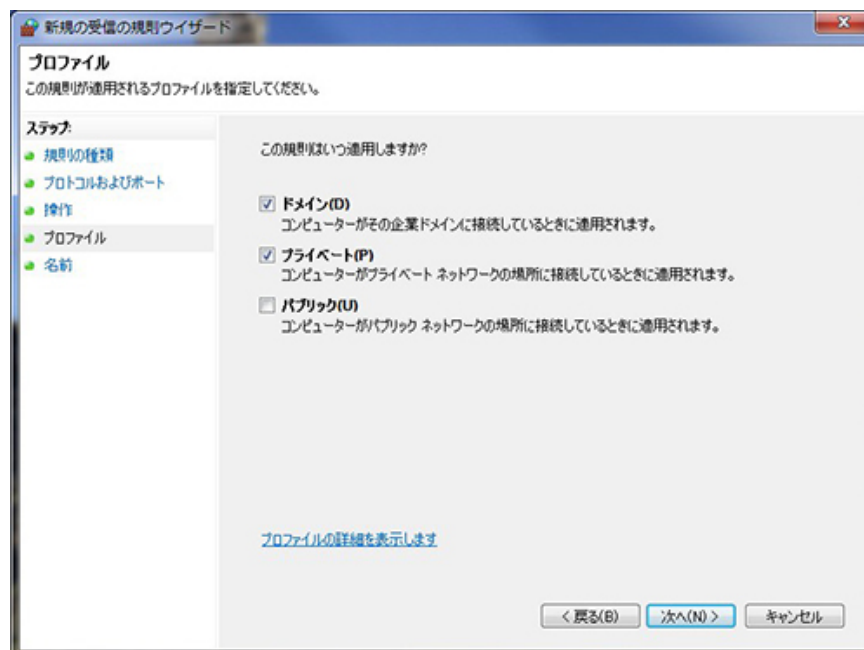 新規の受信の規則ウイザード
プロファイル
この規則が適用されるプロファイルを指定してください。
ステップ:
規則の種類
プロトコルおよびポート
操作
プロファイル
名前
この規則はいつ適用しますか?
ドメイン(D)
コンピューターがその企業ドメインに接続しているときに適用されます。
プライベート(P)
コンピューターがプライベート ネットワークの場所に接続しているときに適用されます。
パブリック(U)
コンピューターがパブリック ネットワークの場所に接続しているときに適用されます。
プロファイルの詳細を表示します
< 戻る(B) 次へ(N) > キャンセル